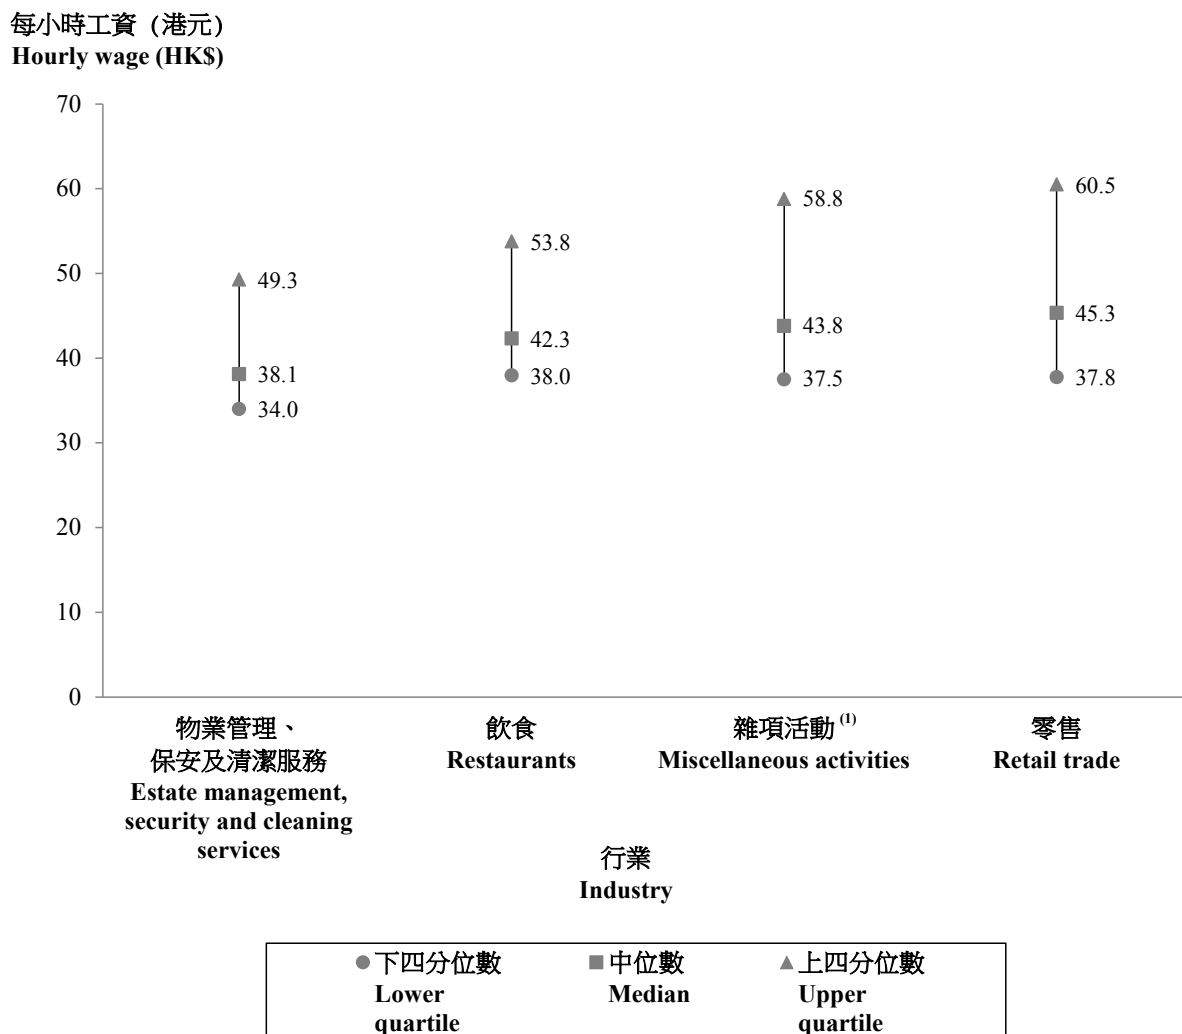 每小時工資 (港元)
Hourly wage (HK$)
70
60
50
40
30
20
10
0
49.3
38.1
34.0
53.8
42.3
38.0
58.8
43.8
37.5
60.5
45.3
37.8
物業管理、
保安及清潔服務
Estate management,
security and cleaning
services
飲食
Restaurants
雜項活動 (1)
Miscellaneous activities
零售
Retail trade
行業
Industry
下四分位數
Lower
quartile
中位數
Median
上四分位數
Upper
quartile